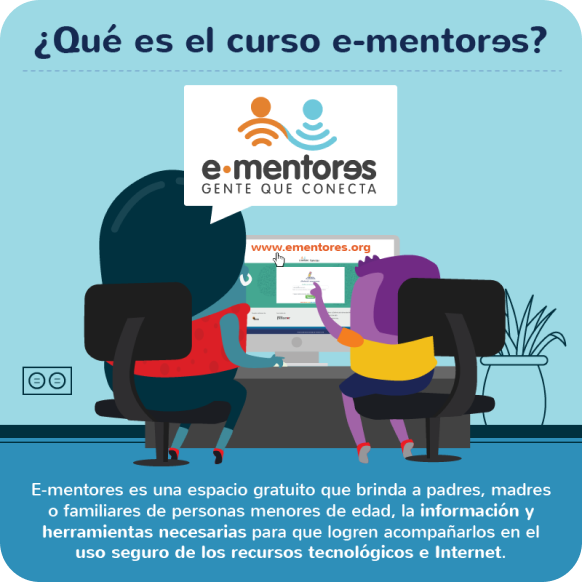 ¿Qué es el curso e-mentorɘs?
e·mentorɘs
GENTE QUE CONECTA
www.ementores.org
E-mentores es una espacio gratuito que brinda a padres, madres
o familiares de personas menores de edad, la información y
herramientas necesarias para que logren acompañarlos en el
uso seguro de los recursos tecnológicos e Internet.